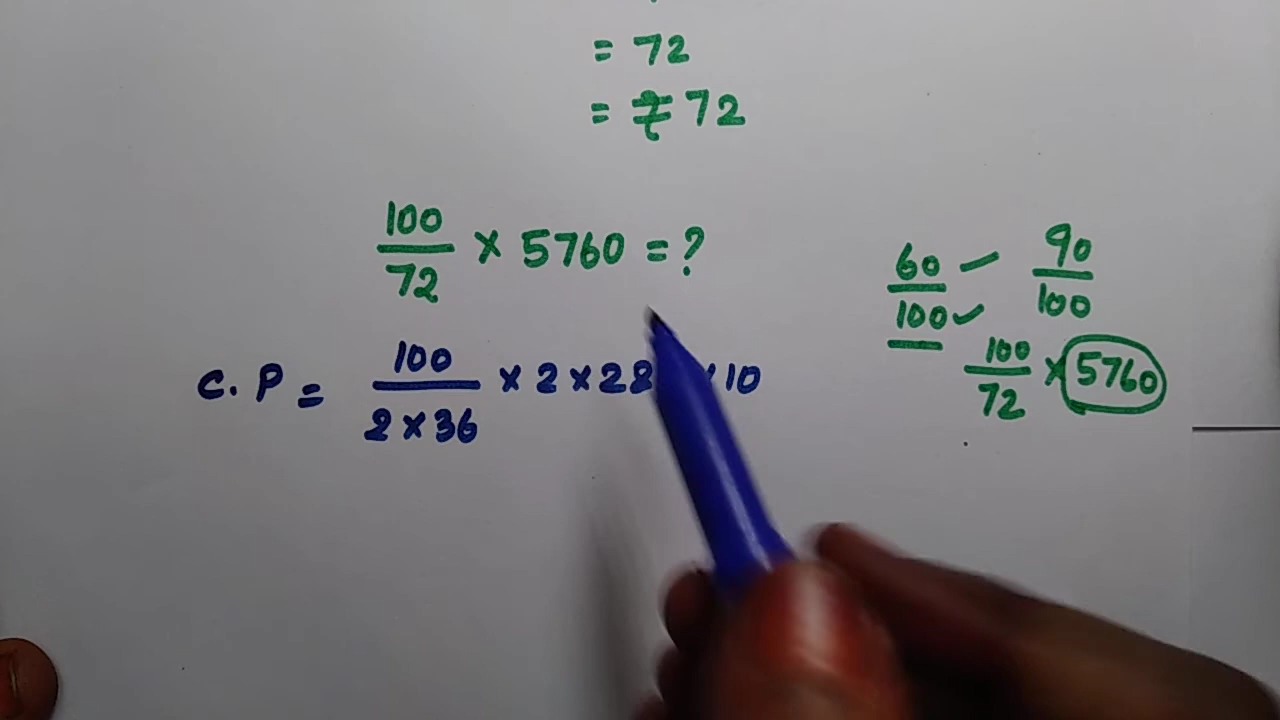 = 72
= 72
100/72 × 5760 = ?
C.P = 100/(2 × 36) × 2 × 28 × 10
60/100 90/100
100/72 × 5760